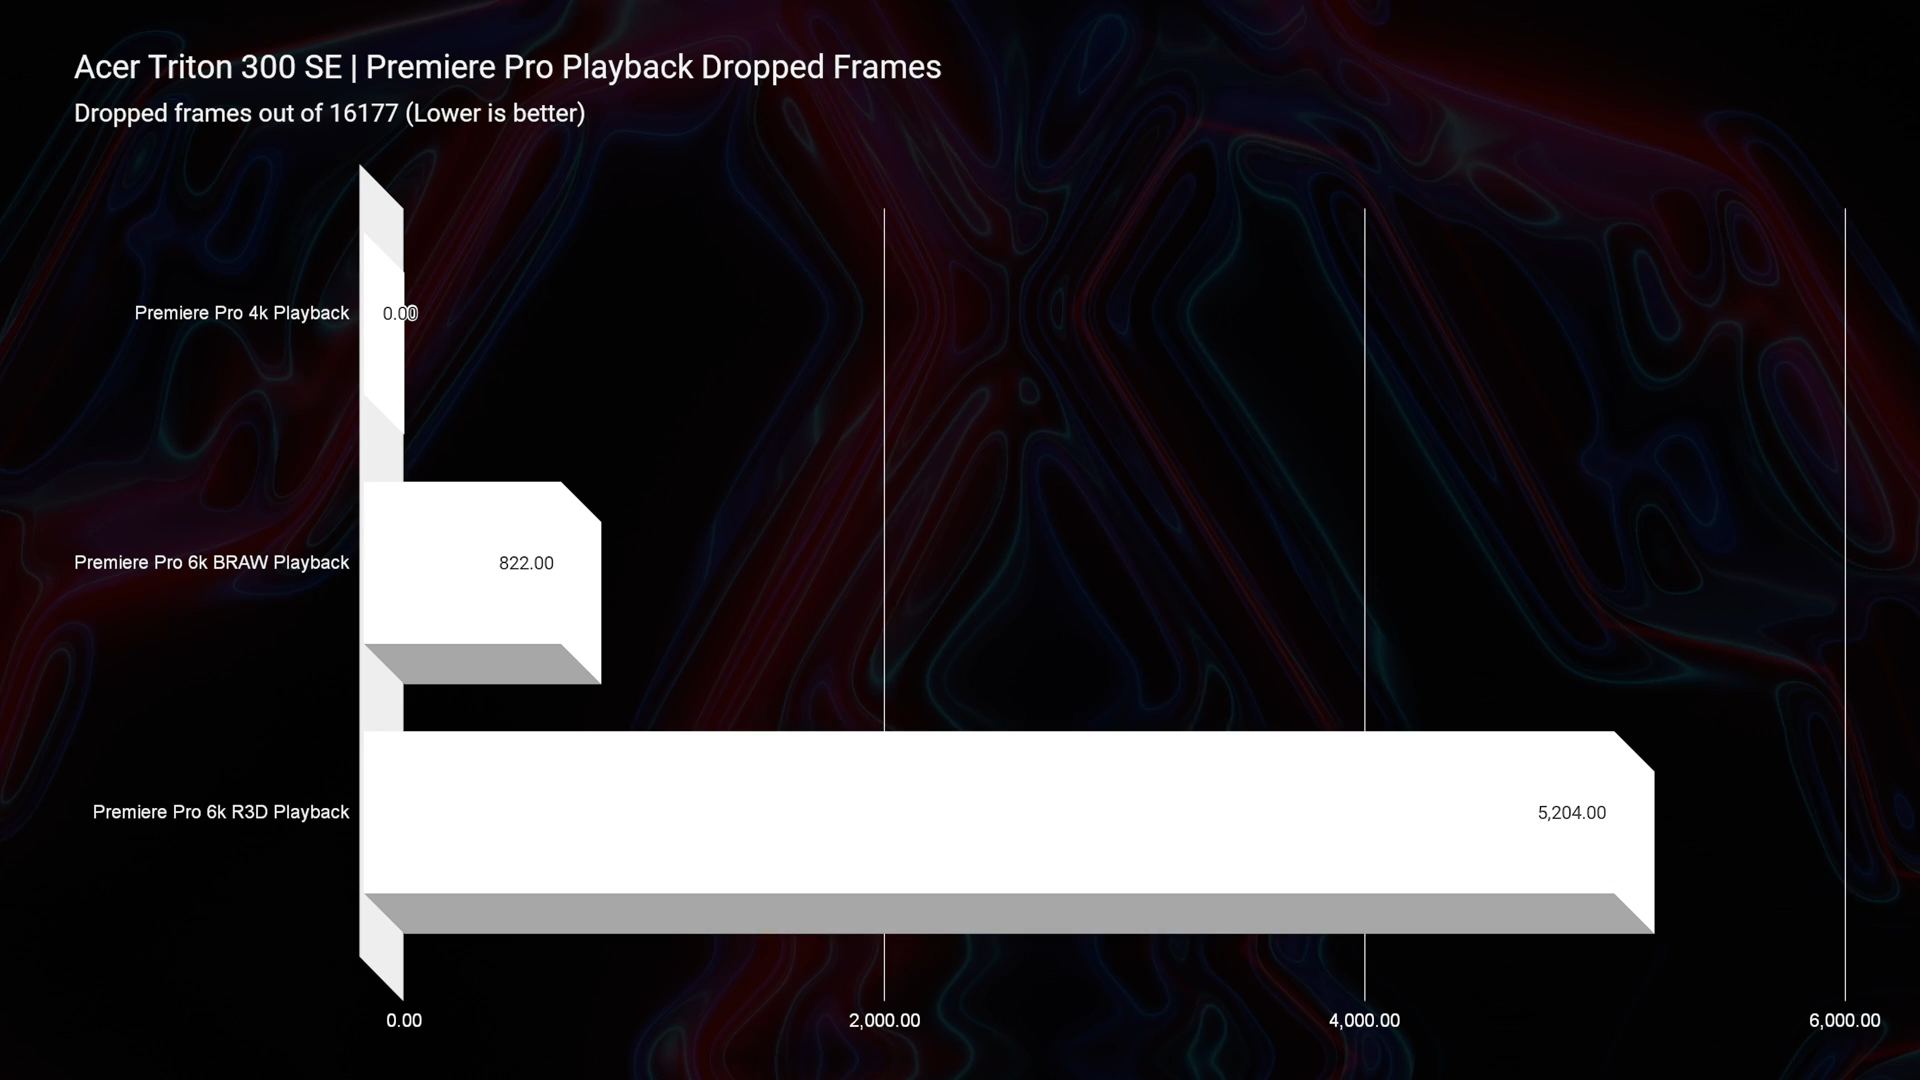 Acer Triton 300 SE | Premiere Pro Playback Dropped Frames
Dropped frames out of 16177 (Lower is better)
Premiere Pro 4k Playback
0.00
Premiere Pro 6k BRAW Playback
822.00
Premiere Pro 6k R3D Playback
5,204.00
0.00
2,000.00
4,000.00
6,000.00